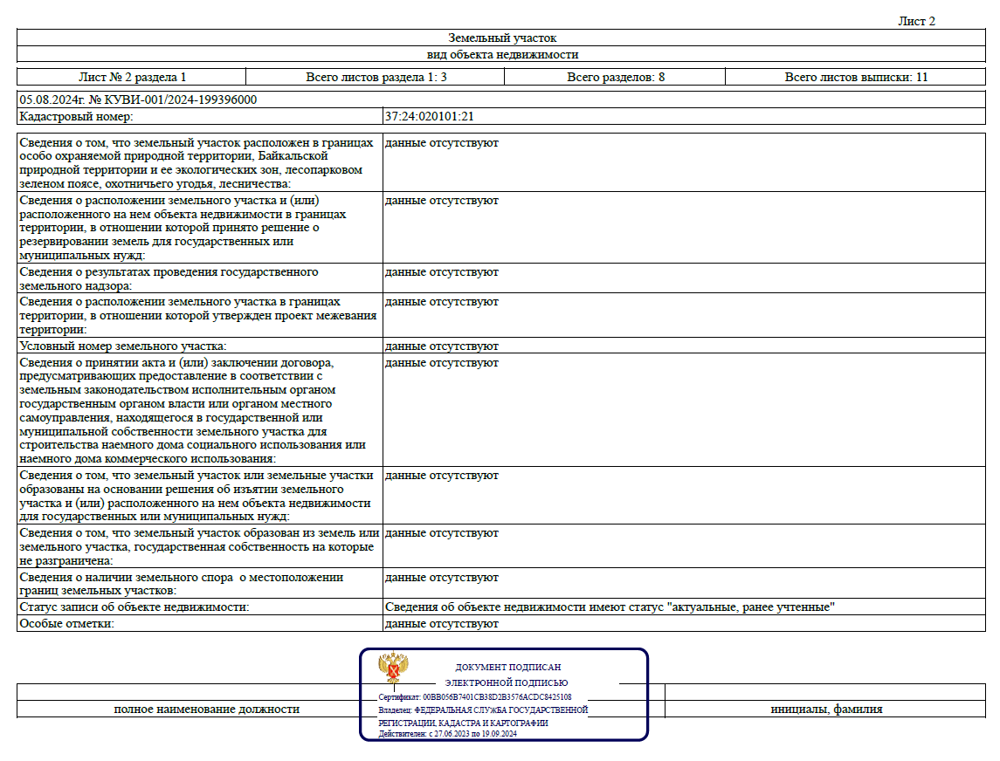 Лист 2
Земельный участок
вид объекта недвижимости
Лист № 2 раздела 1
Всего листов раздела 1: 3
Всего разделов: 8
Всего листов выписки: 11
05.08.2024г. № КУВИ-001/2024-199396000
Кадастровый номер:
37:24:020101:21
Сведения о том, что земельный участок расположен в границах
особо охраняемой природной территории, Байкальской
природной территории и ее экологических зон, лесопарковом
зеленом поясе, охотничьего угодья, лесничества:
данные отсутствуют
Сведения о расположении земельного участка и (или)
расположенного на нем объекта недвижимости в границах
территории, в отношении которой принято решение о
резервировании земель для государственных или
муниципальных нужд:
данные отсутствуют
Сведения о результатах проведения государственного
земельного надзора:
данные отсутствуют
Сведения о расположении земельного участка в границах
территории, в отношении которой утвержден проект межевания
территории:
данные отсутствуют
Условный номер земельного участка:
данные отсутствуют
Сведения о принятии акта и (или) заключении договора,
предусматривающих предоставление в соответствии с
земельным законодательством исполнительным органом
государственным органом власти или органом местного
самоуправления, находящегося в государственной или
муниципальной собственности земельного участка для
строительства наемного дома социального использования или
наемного дома коммерческого использования:
данные отсутствуют
Сведения о том, что земельный участок или земельные участки
образованы на основании решения об изъятии земельного
участка и (или) расположенного на нем объекта недвижимости
для государственных или муниципальных нужд:
данные отсутствуют
Сведения о том, что земельный участок образован из земель или
земельного участка, государственная собственность на которые
не разграничена:
данные отсутствуют
Сведения о наличии земельного спора о местоположении
границ земельных участков:
данные отсутствуют
Статус записи об объекте недвижимости:
Сведения об объекте недвижимости имеют статус "актуальные, ранее учтенные"
Особые отметки:
данные отсутствуют
ДОКУМЕНТ ПОДПИСАН
ЭЛЕКТРОННОЙ ПОДПИСЬЮ
Сертификат: 00BB056B7401CB38D2B3576ACDC8425108
Владелец: ФЕДЕРАЛЬНАЯ СЛУЖБА ГОСУДАРСТВЕННОЙ
РЕГИСТРАЦИИ, КАДАСТРА И КАРТОГРАФИИ
Действителен: с 27.06.2023 по 19.09.2024
полное наименование должности
инициалы, фамилия